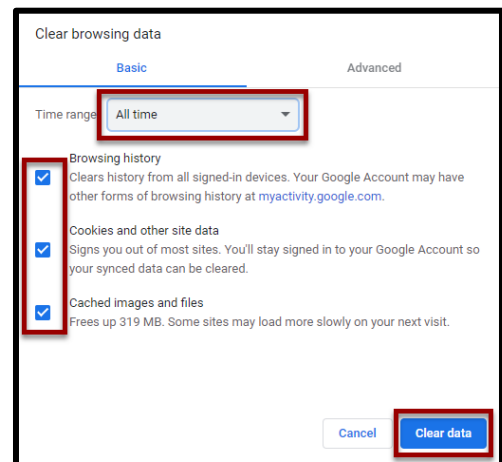 Clear browsing data
Basic
Advanced
Time range
All time
Browsing history
Clears history from all signed-in devices. Your Google Account may have
other forms of browsing history at myactivity.google.com.
Cookies and other site data
Signs you out of most sites. You'll stay signed in to your Google Account so
your synced data can be cleared.
Cached images and files
Frees up 319 MB. Some sites may load more slowly on your next visit.
Cancel
Clear data